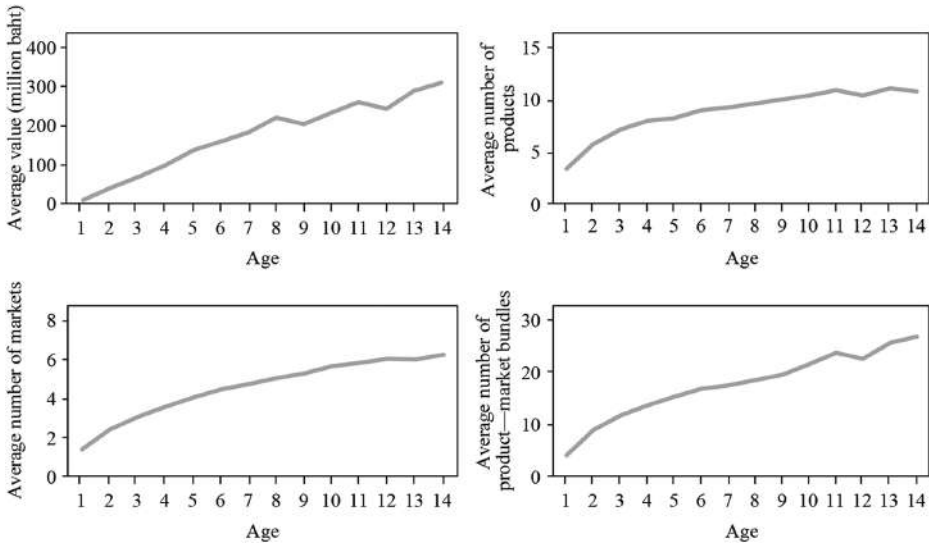 Average value (million baht)
400
300
200
100
0
1 2 3 4 5 6 7 8 9 10 11 12 13 14
Age
Average number of
products
15
10
5
0
1 2 3 4 5 6 7 8 9 10 11 12 13 14
Age
Average number of markets
8
6
4
2
0
1 2 3 4 5 6 7 8 9 10 11 12 13 14
Age
Average number of
product—market bundles
30
20
10
0
1 2 3 4 5 6 7 8 9 10 11 12 13 14
Age